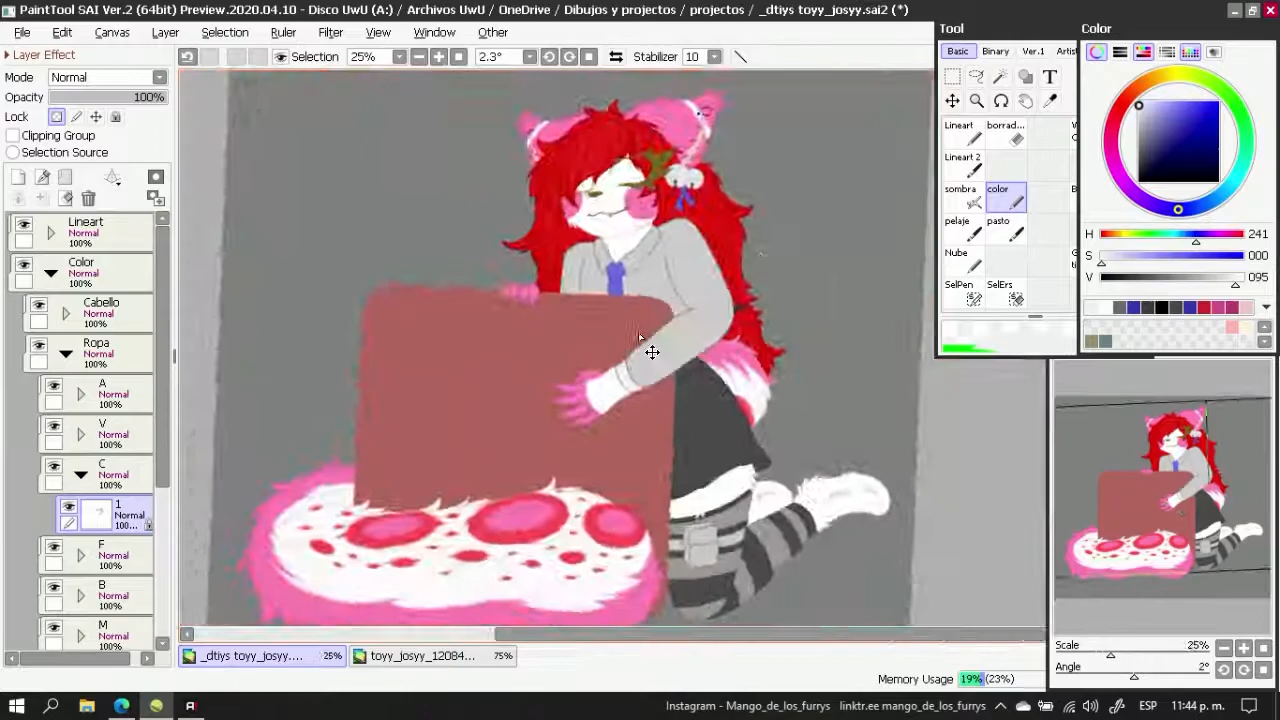 PaintTool SAI Ver.2 (64bit) Preview.2020.04.10 - Disco UwU (A:) / Archivos UwU / OneDrive / Dibujos y projectos / projectos / _dtiys toyy_josyy.sai2 (*)
File Edit Canvas Layer Selection Ruler Filter View Window Other
Layer Effect
Selection 25% 2.3° Stabilizer 10
Mode Normal
Opacity 100%
Lock
Clipping Group
Selection Source
Lineart
Normal
100%
Color
Normal
100%
Cabello
Normal
100%
Ropa
Normal
100%
A
Normal
100%
V
Normal
100%
C
Normal
100%
1
Normal
100...
F
Normal
100%
B
Normal
100%
M
Normal
100%
Tool
Basic Binary Ver.1 Artis
T
Lineart borrad...
Lineart 2
sombra color
pelaje pasto
Nube
SelPen SelErs
Color
H 241
S 000
V 095
Scale 25%
Angle 2°
_dtiys toyy_josyy.... 25% toyy_josyy_12084... 75%
Memory Usage 19% (23%)
Instagram - Mango_de_los_furrys linktr.ee mango_de_los_furrys ESP 11:44 p. m.